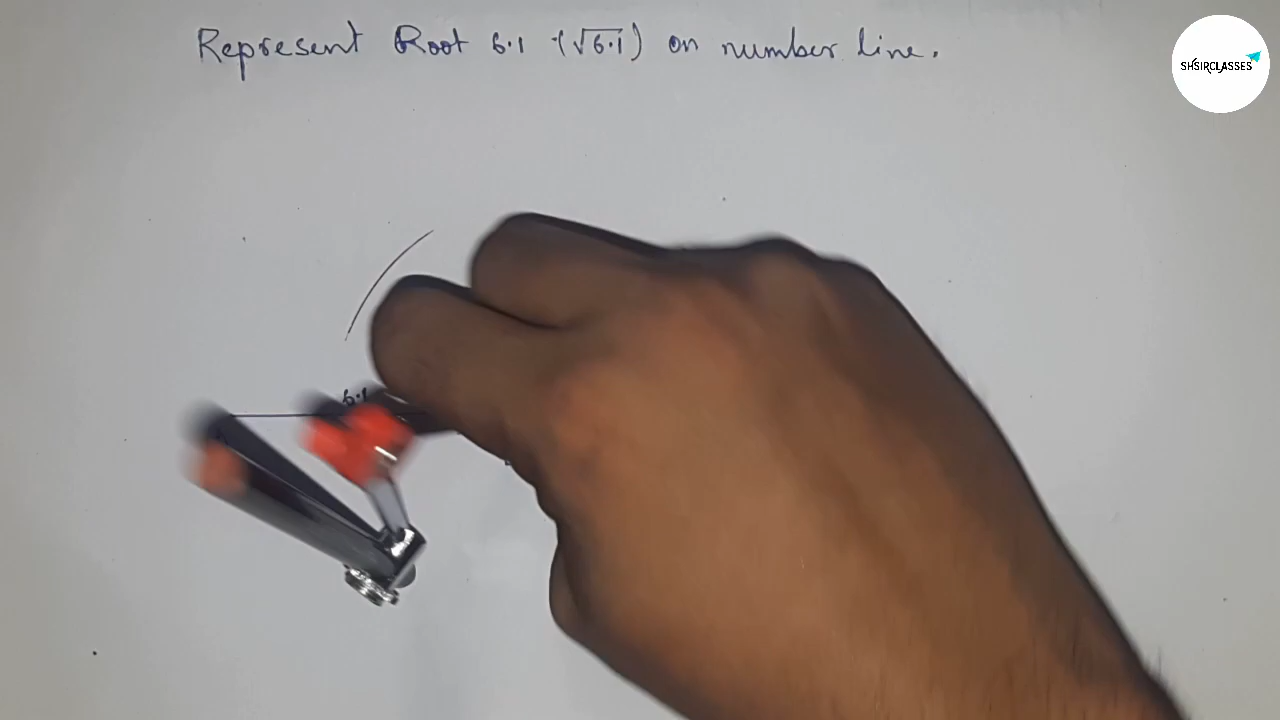 Represent Root 6.1 (√6.1) on number line.
SHSIRCLASSES
6.1